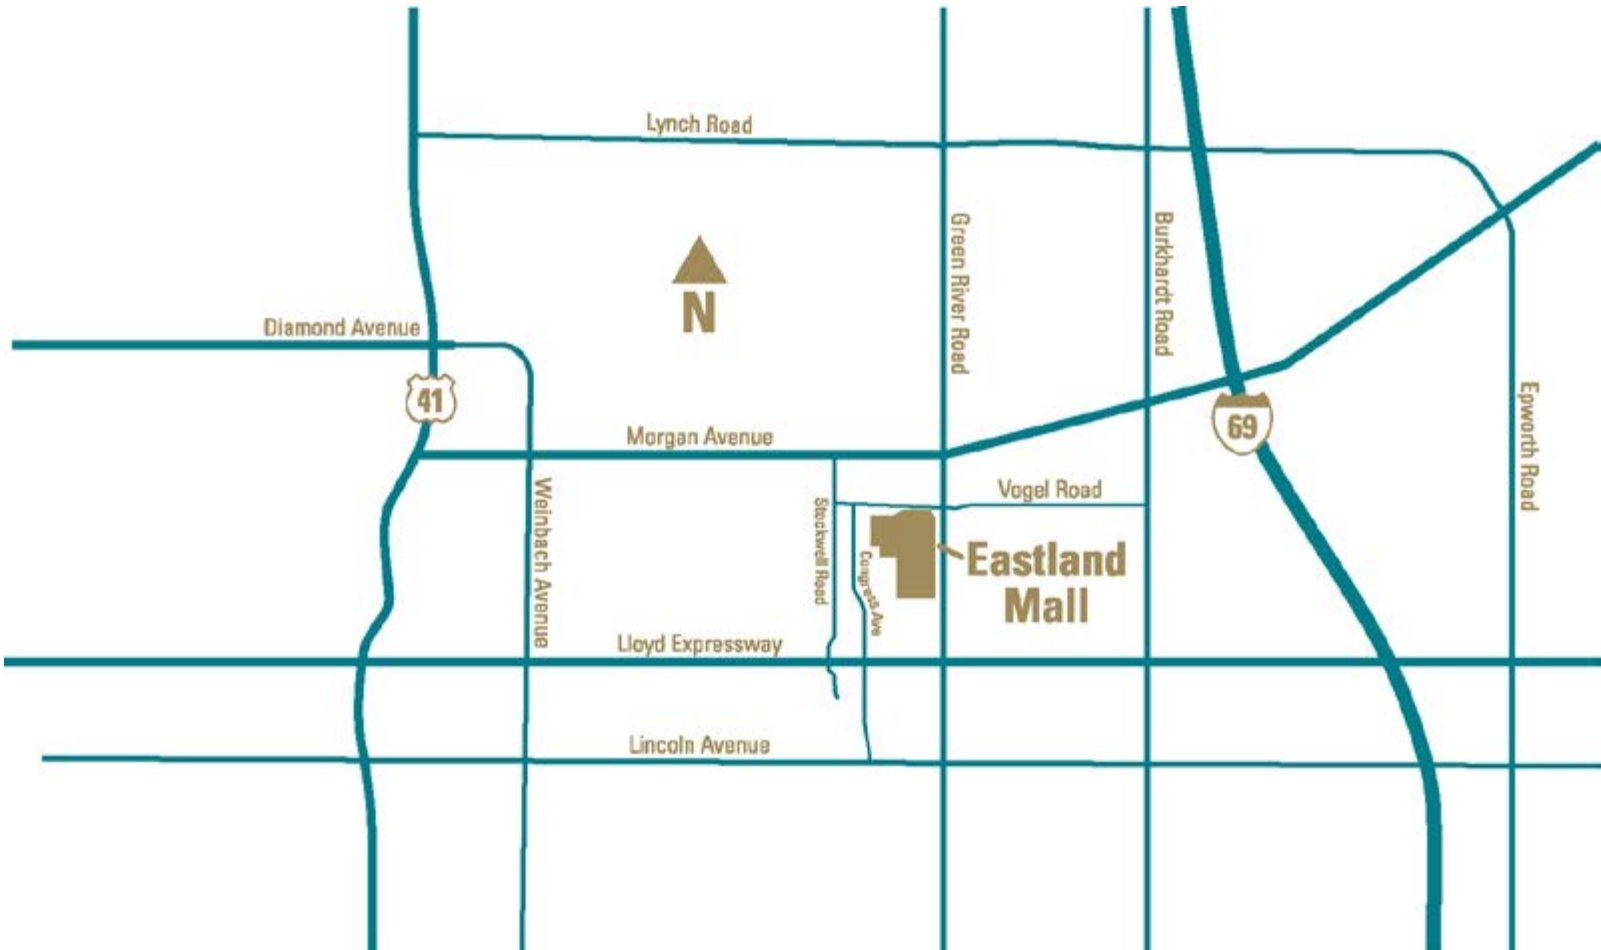 Lynch Road
Green River Road
Burkhardt Road
N
Diamond Avenue
41
69
Epworth Road
Morgan Avenue
Weinbach Avenue
Vogel Road
Stockwell Road
Congress Ave
Eastland
Mall
Lloyd Expressway
Lincoln Avenue